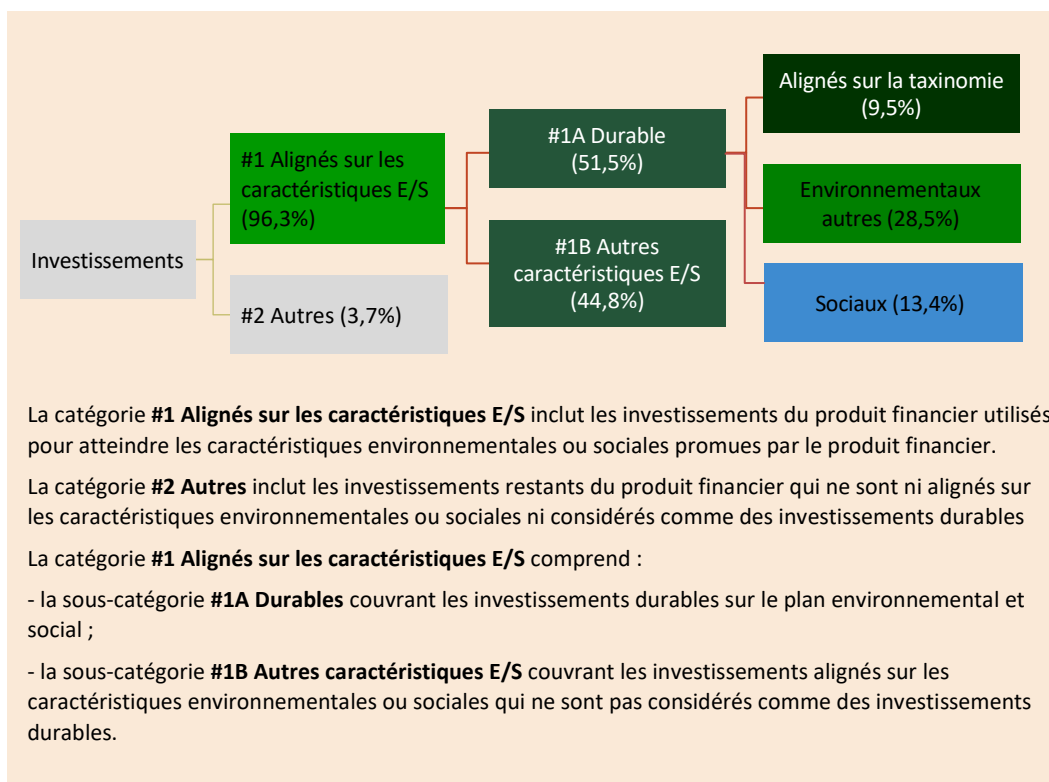 Investissements
#1 Alignés sur les
caractéristiques E/S
(96,3%)
#2 Autres (3,7%)
#1A Durable
(51,5%)
#1B Autres
caractéristiques E/S
(44,8%)
Alignés sur la taxinomie
(9,5%)
Environnementaux
autres (28,5%)
Sociaux (13,4%)
La catégorie #1 Alignés sur les caractéristiques E/S inclut les investissements du produit financier utilisés
pour atteindre les caractéristiques environnementales ou sociales promues par le produit financier.
La catégorie #2 Autres inclut les investissements restants du produit financier qui ne sont ni alignés sur
les caractéristiques environnementales ou sociales ni considérés comme des investissements durables
La catégorie #1 Alignés sur les caractéristiques E/S comprend :
- la sous-catégorie #1A Durables couvrant les investissements durables sur le plan environnemental et
social ;
- la sous-catégorie #1B Autres caractéristiques E/S couvrant les investissements alignés sur les
caractéristiques environnementales ou sociales qui ne sont pas considérés comme des investissements
durables.